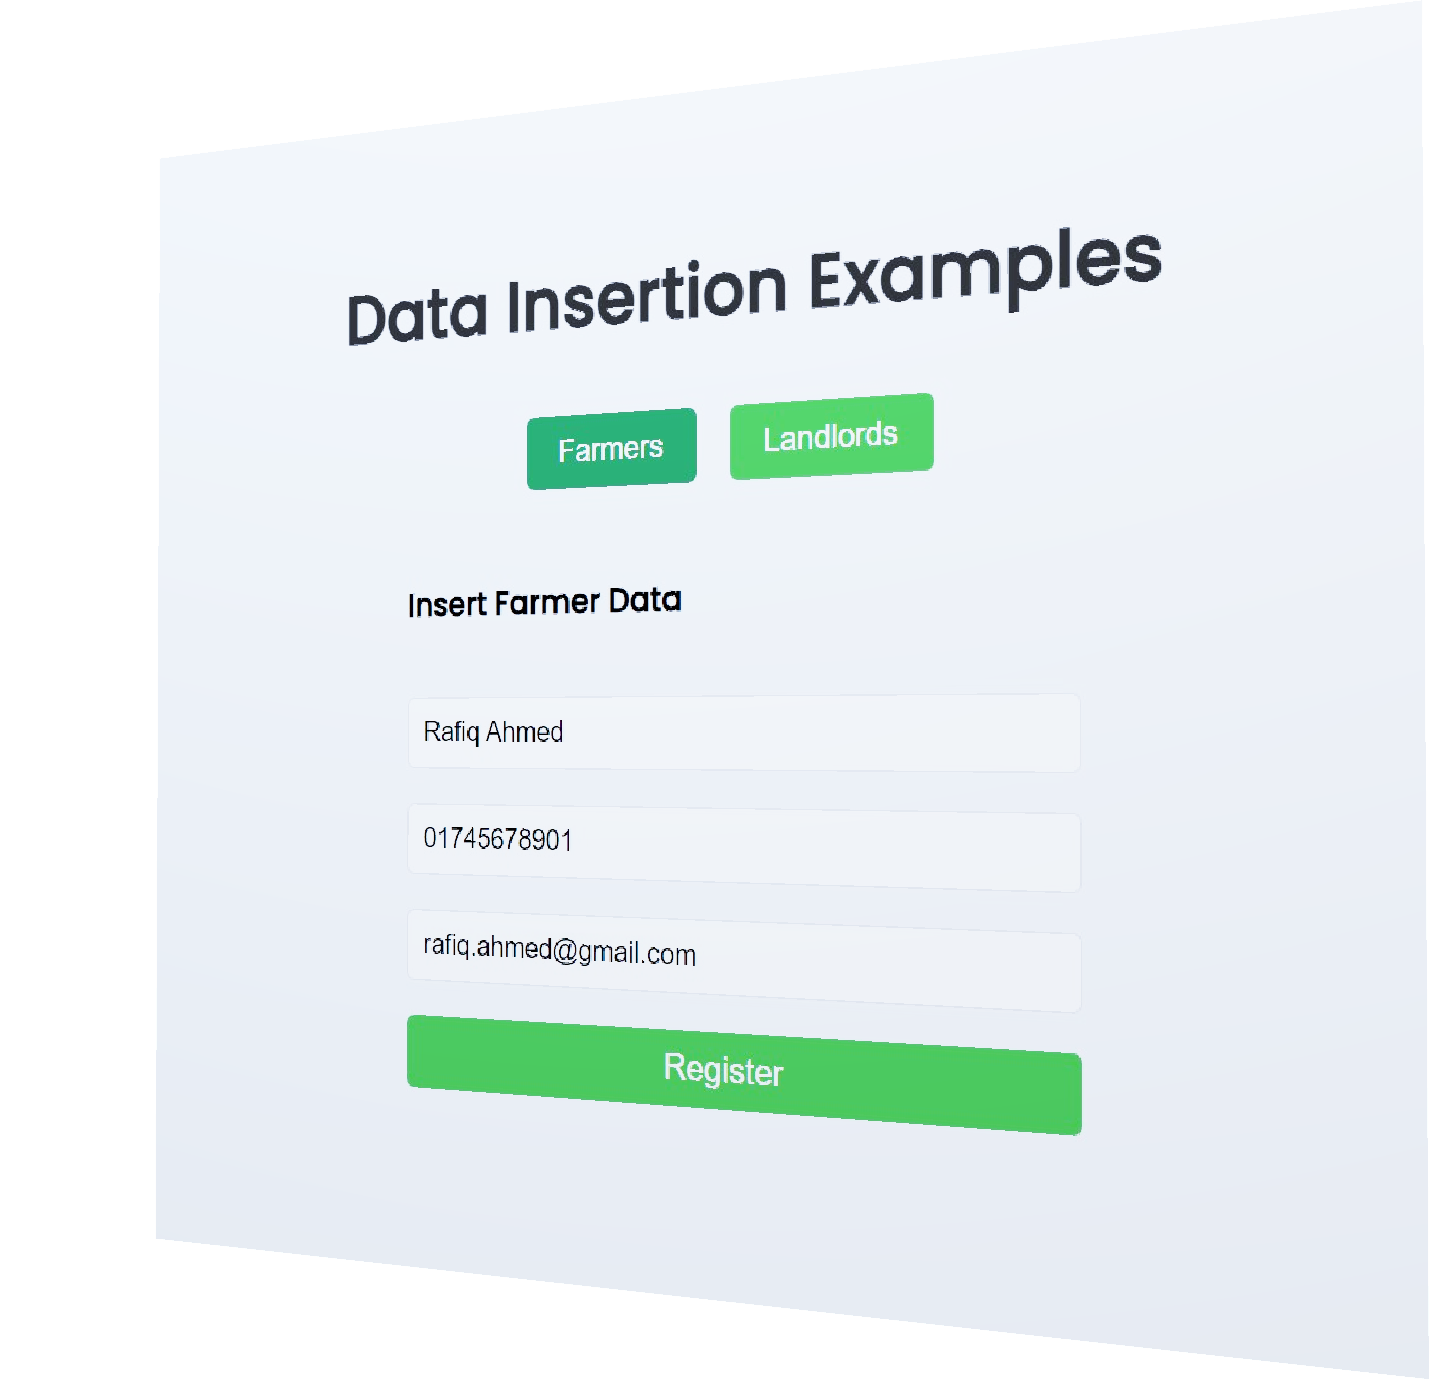 Data Insertion Examples
Farmers Landlords
Insert Farmer Data
Rafiq Ahmed
01745678901
rafiq.ahmed@gmail.com
Register